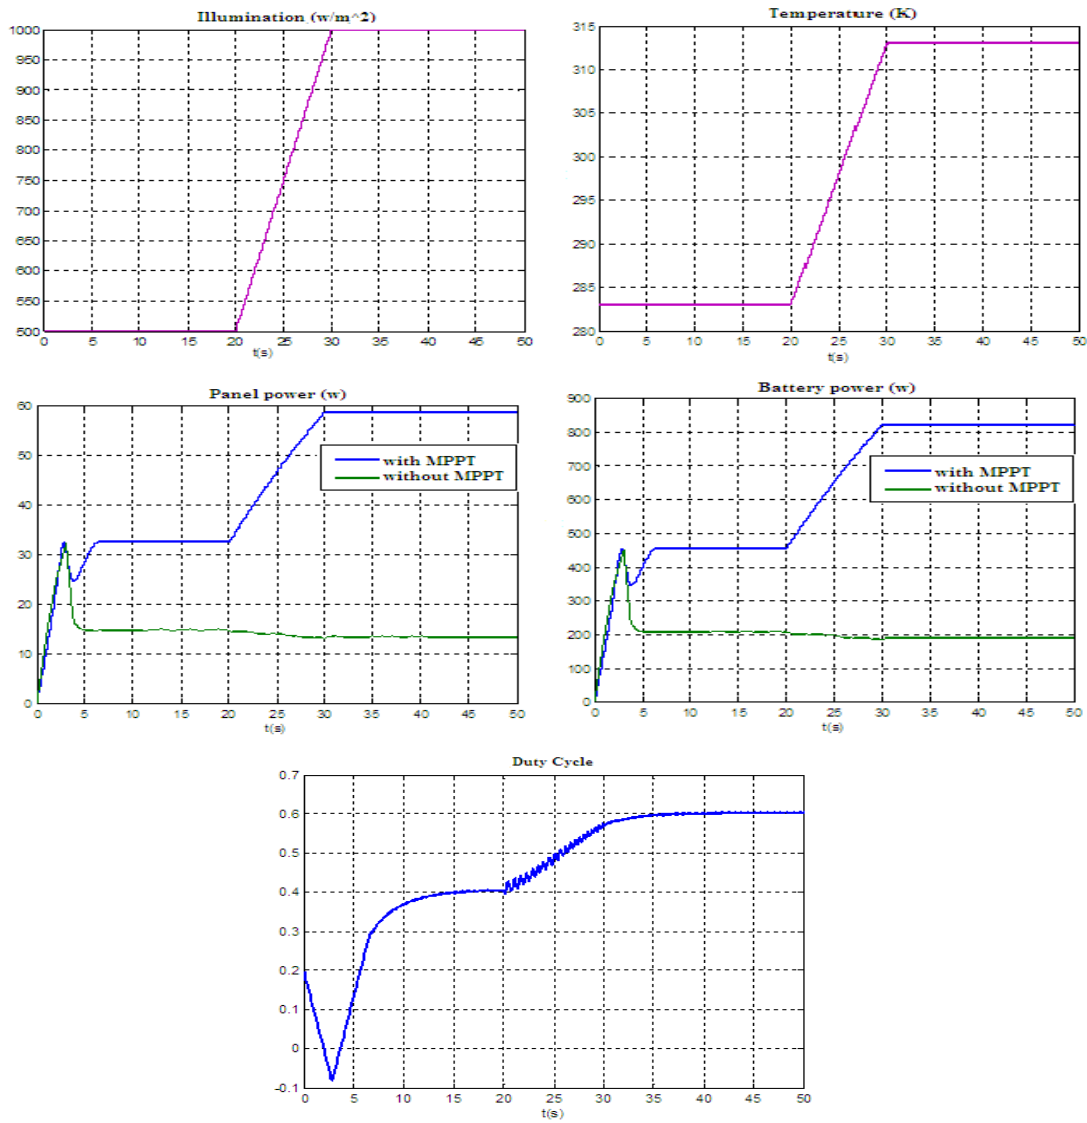 Illumination (w/m^2)
1000
950
900
850
800
750
700
650
600
550
500
0 5 10 15 20 25 30 35 40 45 50
t(s)
Temperature (K)
315
310
305
300
295
290
285
280
0 5 10 15 20 25 30 35 40 45 50
t(s)
Panel power (w)
60
50
40
30
20
10
0
with MPPT
without MPPT
0 5 10 15 20 25 30 35 40 45 50
t(s)
Battery power (w)
900
800
700
600
500
400
300
200
100
0
with MPPT
without MPPT
0 5 10 15 20 25 30 35 40 45 50
t(s)
Duty Cycle
0.7
0.6
0.5
0.4
0.3
0.2
0.1
0
-0.1
0 5 10 15 20 25 30 35 40 45 50
t(s)